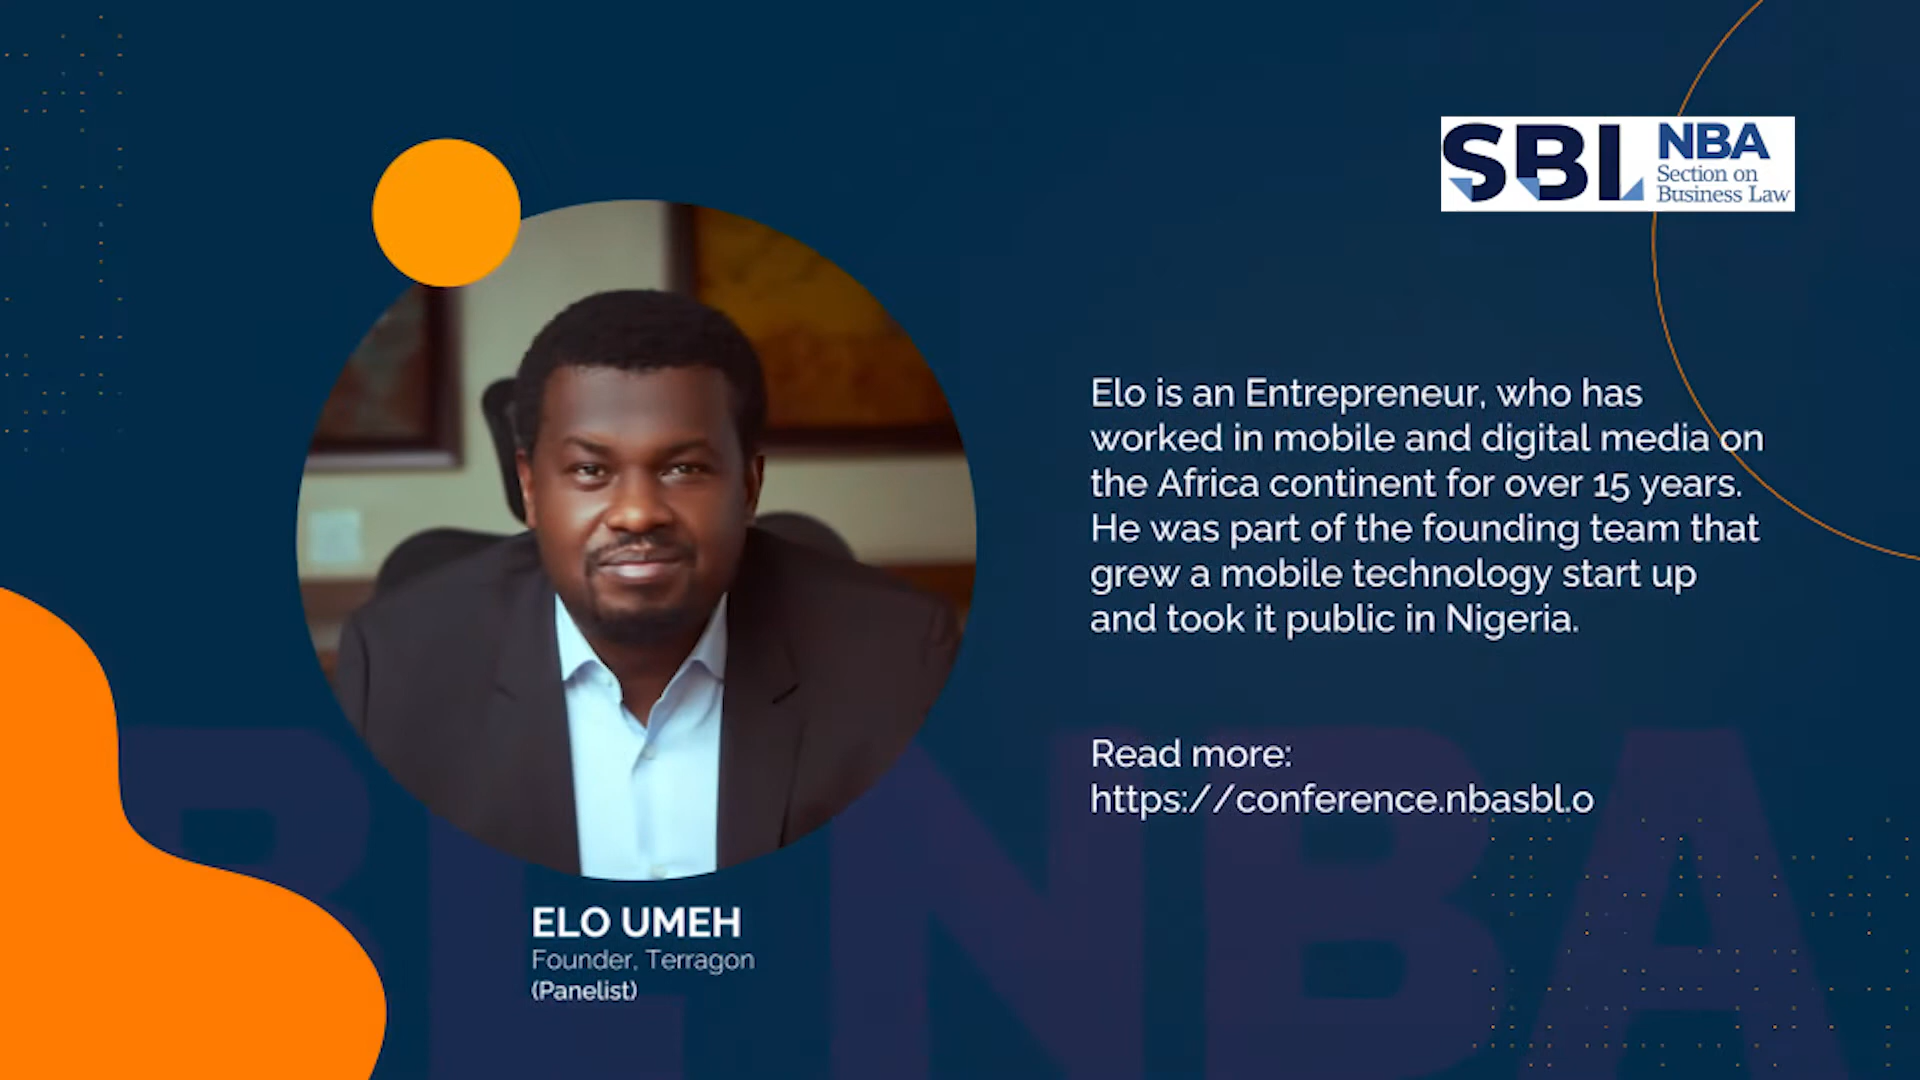 SBL NBA
Section on
Business Law
Elo is an Entrepreneur, who has
worked in mobile and digital media on
the Africa continent for over 15 years.
He was part of the founding team that
grew a mobile technology start up
and took it public in Nigeria.
Read more:
https://conference.nbasbl.o
ELO UMEH
Founder, Terragon
(Panelist)
BL NBA